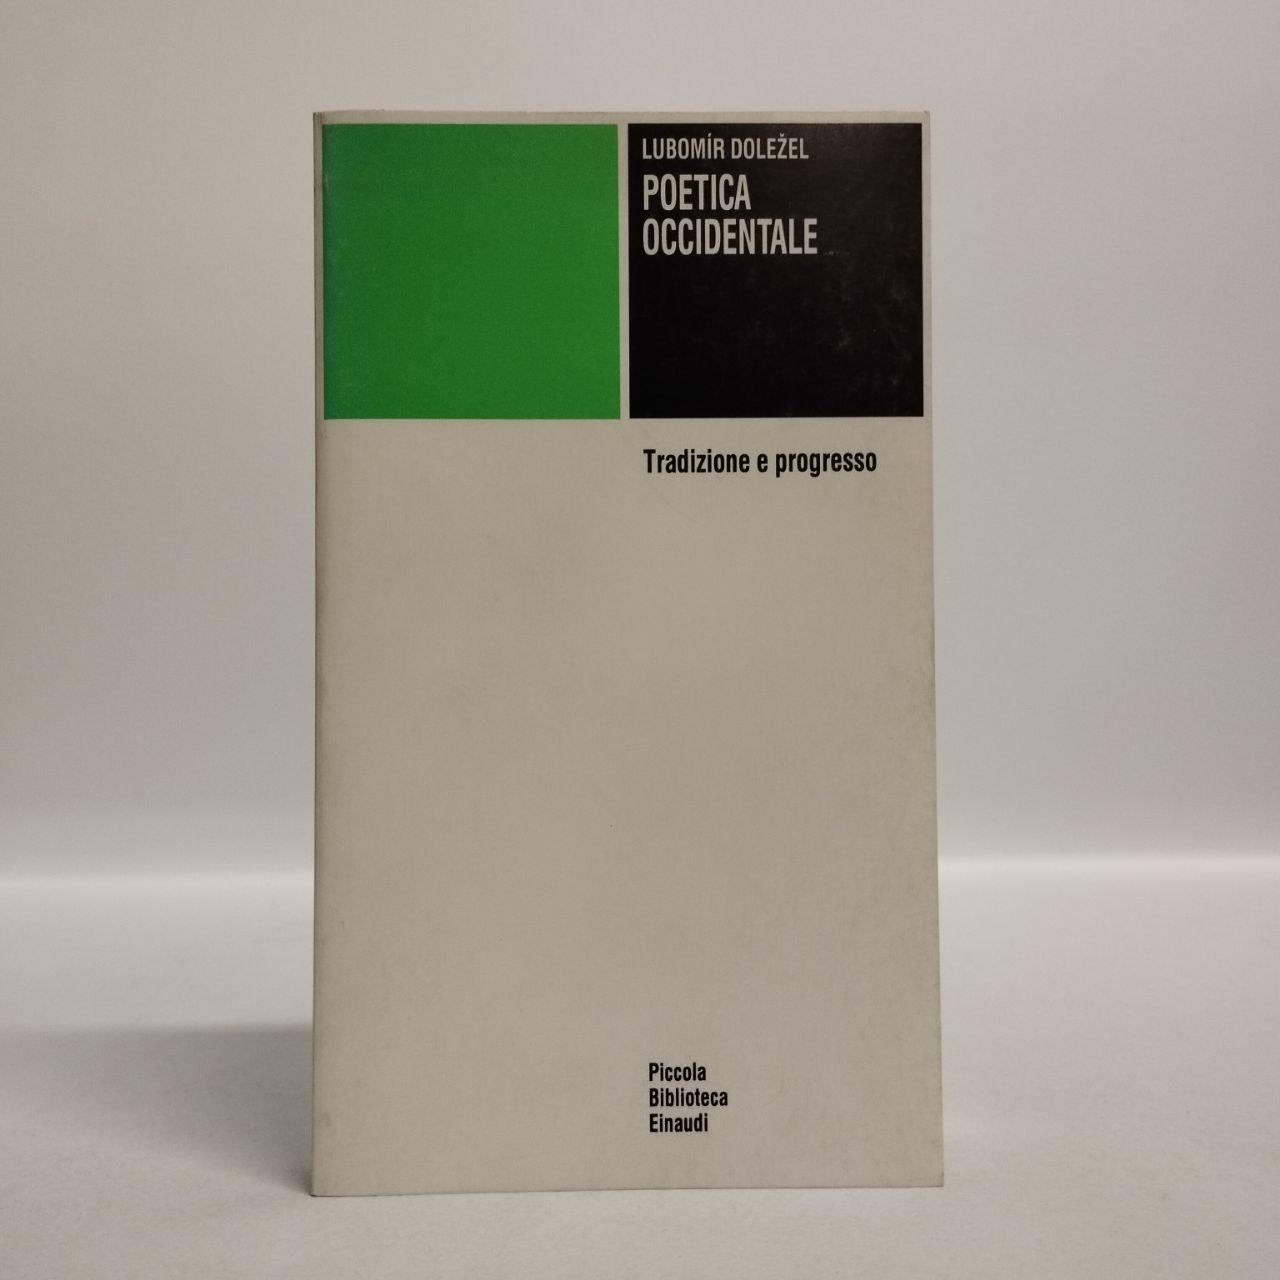 LUBOMÍR DOLEŽEL
POETICA
OCCIDENTALE
Tradizione e progresso
Piccola
Biblioteca
Einaudi